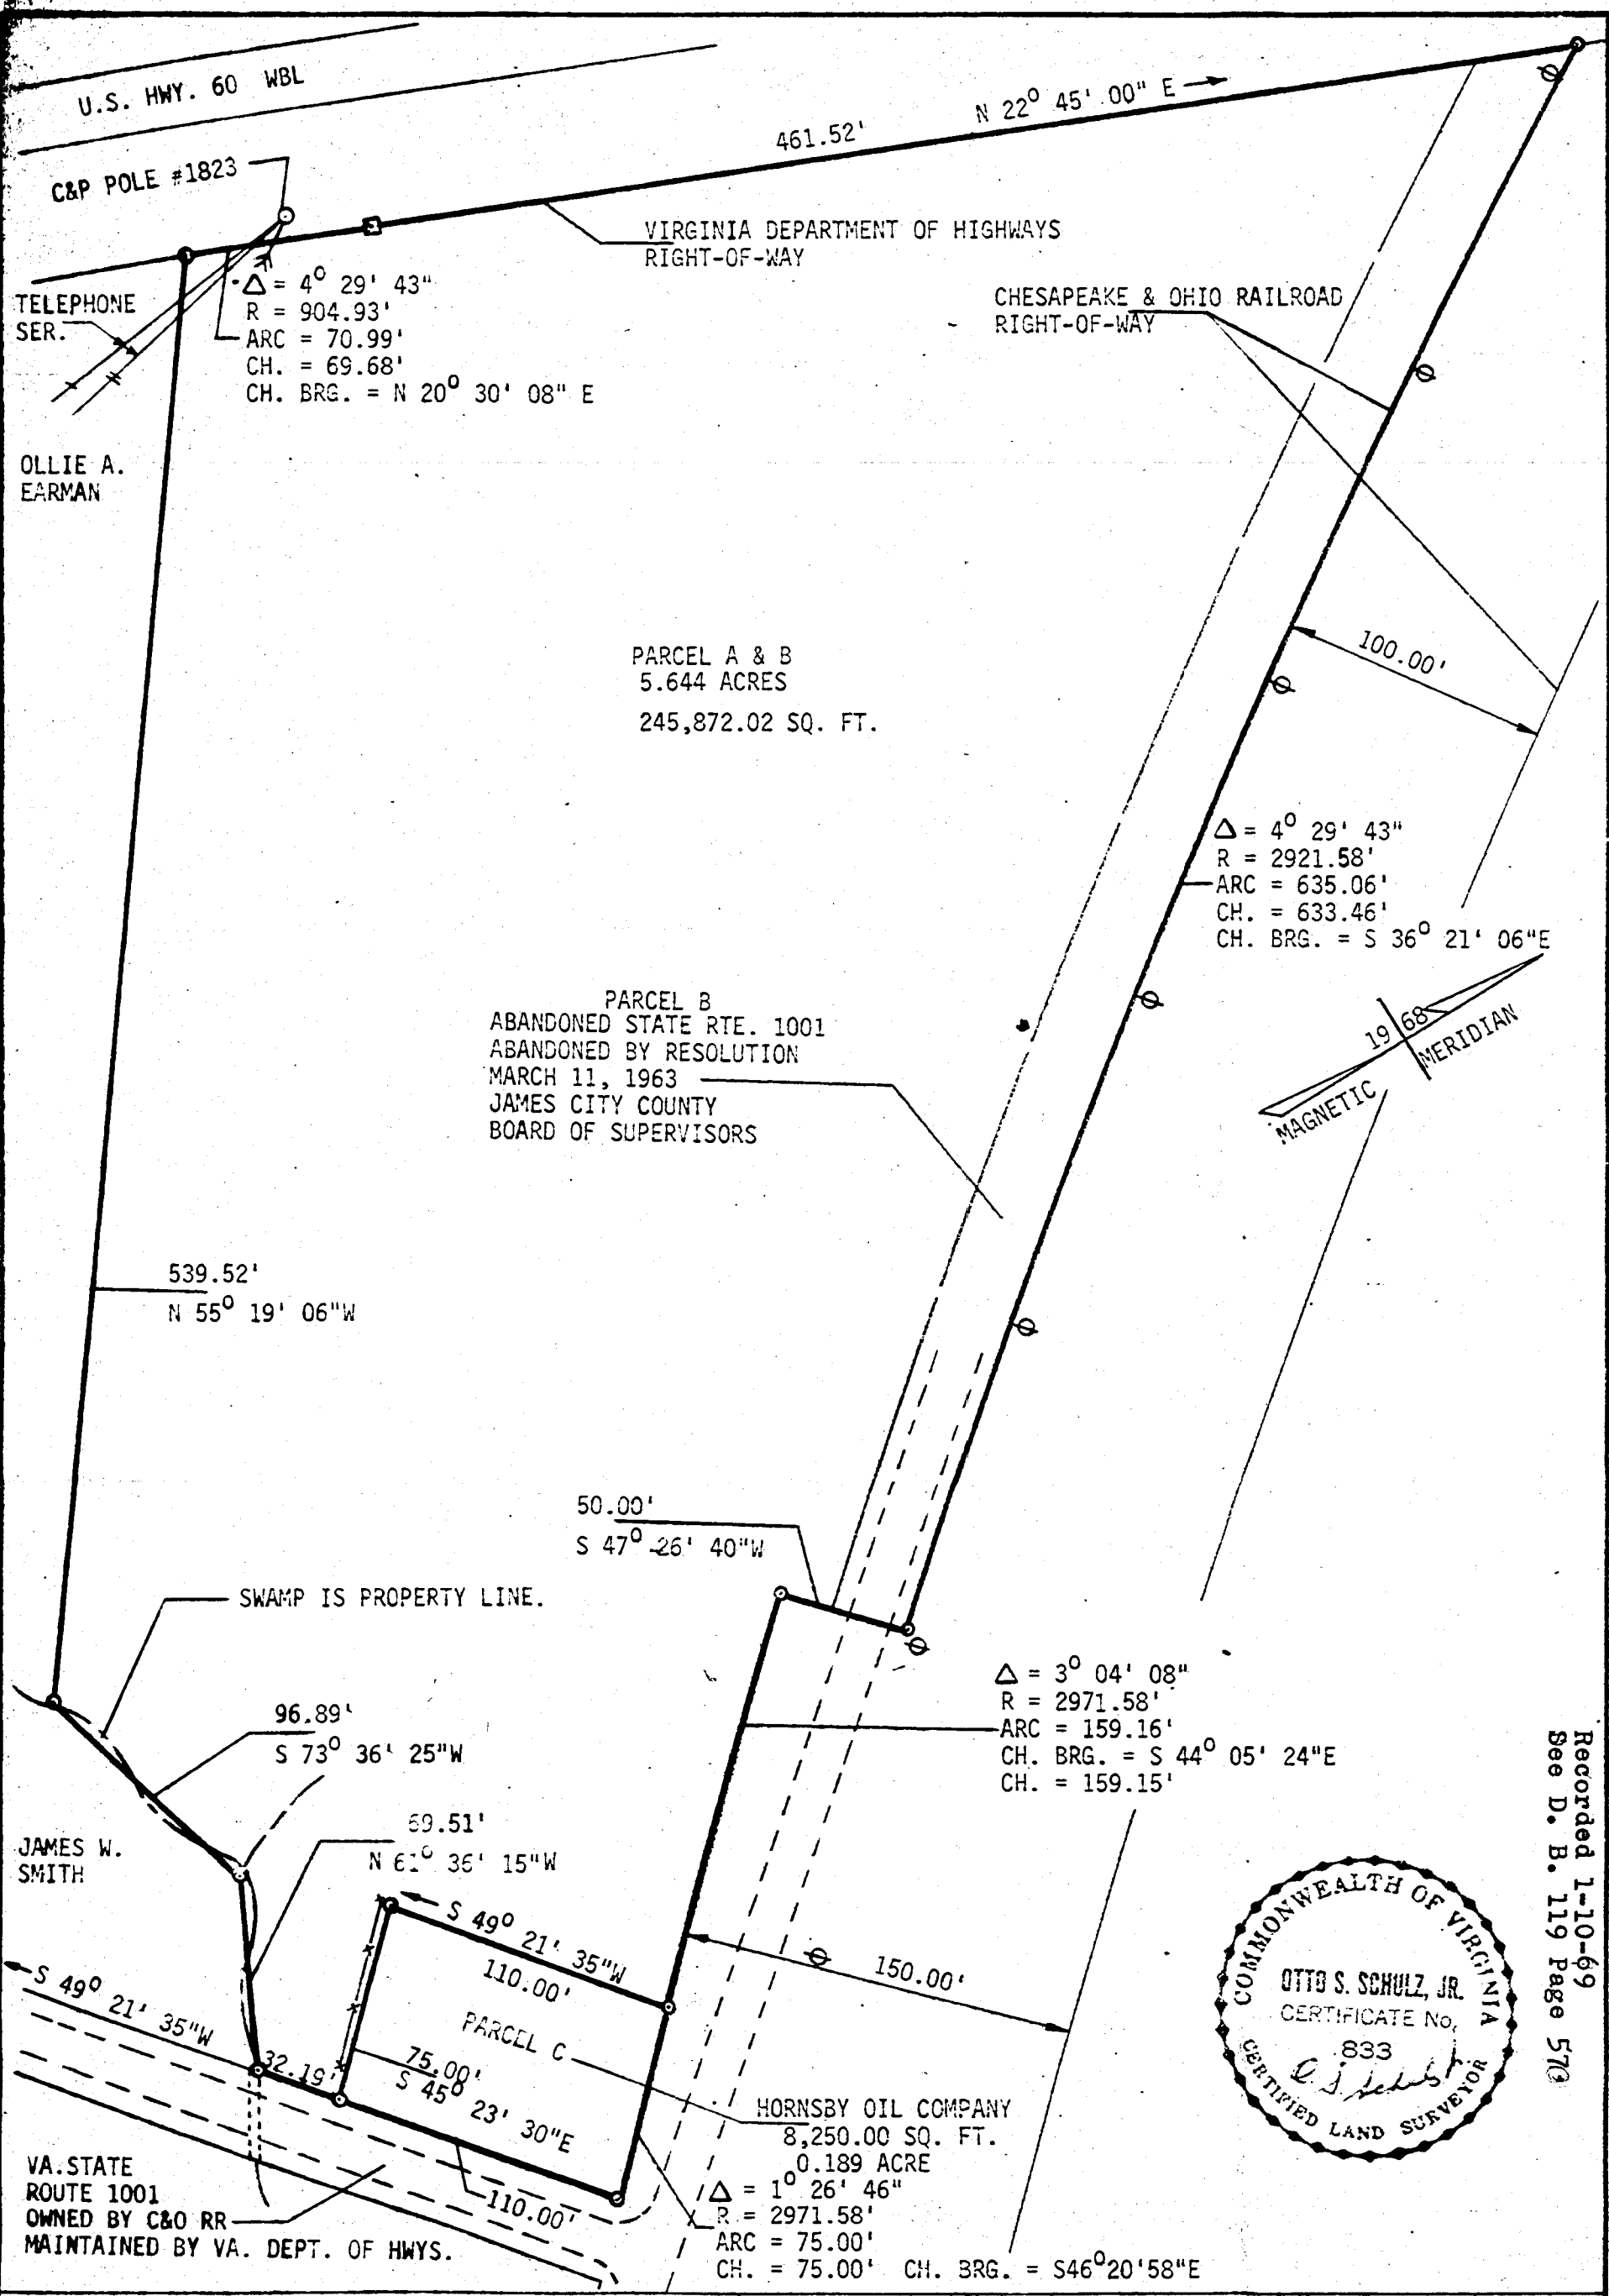 U.S. HWY. 60 WBL
N 22° 45' 00" E
461.52'
C&P POLE #1823
VIRGINIA DEPARTMENT OF HIGHWAYS
RIGHT-OF-WAY
TELEPHONE
SER.
Δ = 4° 29' 43"
R = 904.93'
ARC = 70.99'
CH. = 69.68'
CH. BRG. = N 20° 30' 08" E
CHESAPEAKE & OHIO RAILROAD
RIGHT-OF-WAY
OLLIE A.
EARMAN
PARCEL A & B
5.644 ACRES
245,872.02 SQ. FT.
100.00'
Δ = 4° 29' 43"
R = 2921.58'
ARC = 635.06'
CH. = 633.46'
CH. BRG. = S 36° 21' 06"E
PARCEL B
ABANDONED STATE RTE. 1001
ABANDONED BY RESOLUTION
MARCH 11, 1963
JAMES CITY COUNTY
BOARD OF SUPERVISORS
19 68
MAGNETIC MERIDIAN
539.52'
N 55° 19' 06"W
50.00'
S 47° 26' 40"W
SWAMP IS PROPERTY LINE.
96.89'
S 73° 36' 25"W
Δ = 3° 04' 08"
R = 2971.58'
ARC = 159.16'
CH. BRG. = S 44° 05' 24"E
CH. = 159.15'
JAMES W.
SMITH
69.51'
N 61° 36' 15"W
S 49° 21' 35"W
110.00'
PARCEL C
75.00'
S 45° 23' 30"E
S 49° 21' 35"W
32.19'
110.00'
150.00'
HORNSBY OIL COMPANY
8,250.00 SQ. FT.
0.189 ACRE
Δ = 1° 26' 46"
R = 2971.58'
ARC = 75.00'
CH. = 75.00' CH. BRG. = S46°20'58"E
VA.STATE
ROUTE 1001
OWNED BY C&O RR
MAINTAINED BY VA. DEPT. OF HWYS.
COMMONWEALTH OF VIRGINIA
OTTO S. SCHULZ, JR.
CERTIFICATE No.
833
CERTIFIED LAND SURVEYOR
Recorded 1-10-69
See D. B. 119 Page